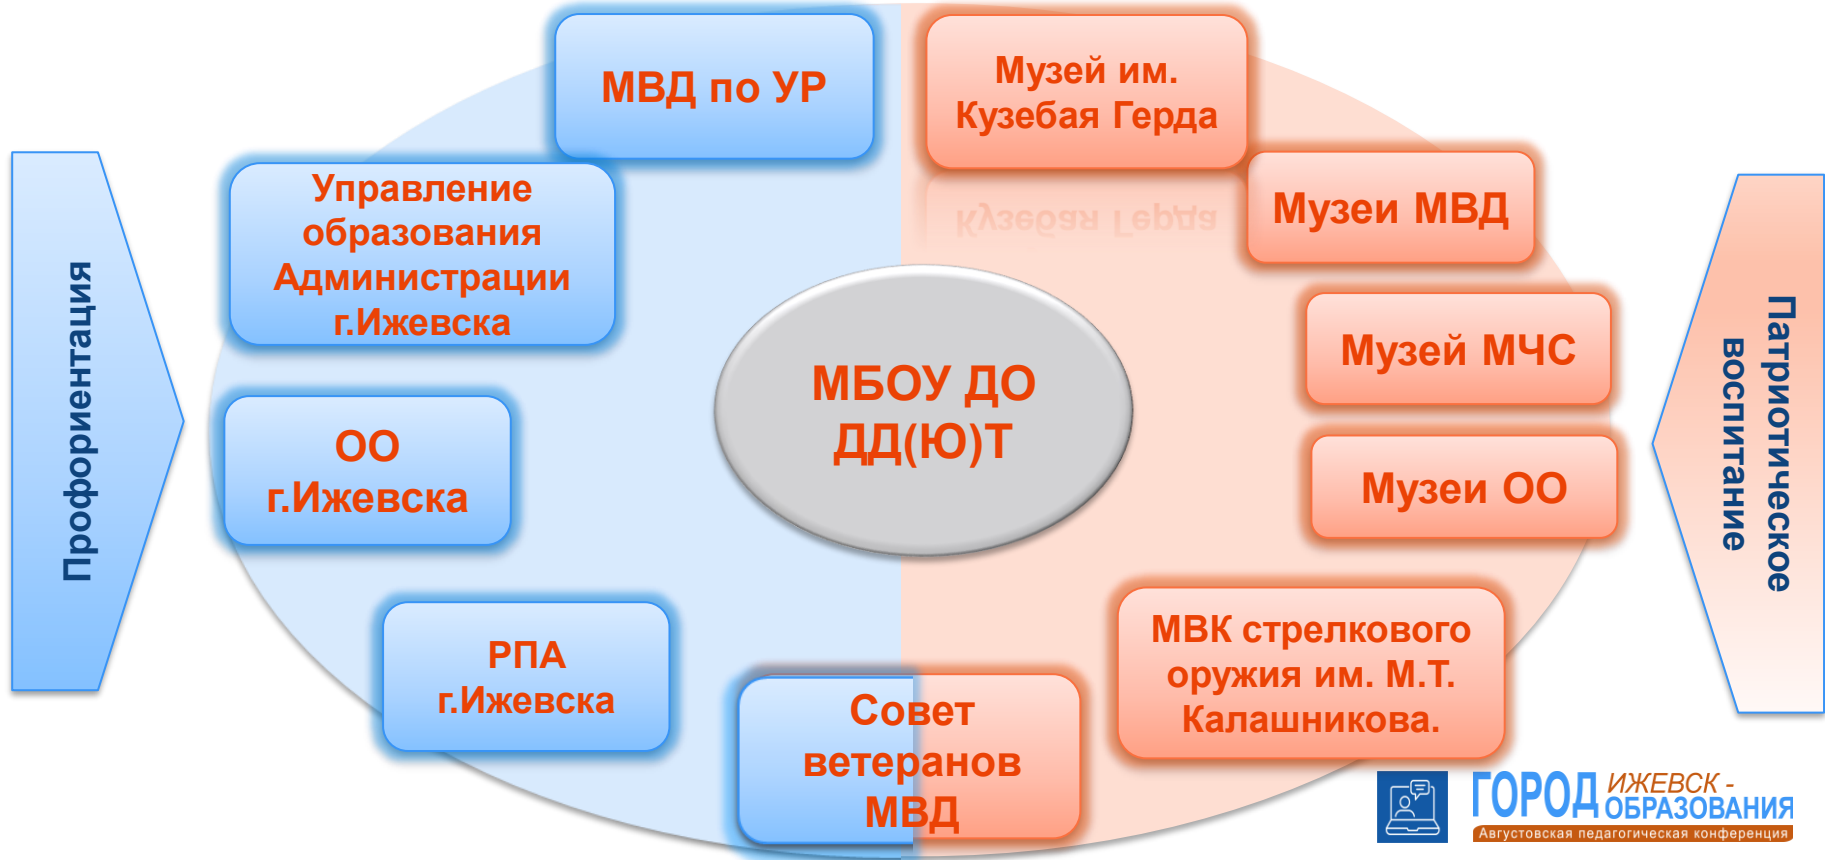 МВД по УР
Музей им.
Кузебая Герда
Кузебая Герда
Управление
образования
Администрации
г.Ижевска
Музеи МВД
Профориентация
Патриотическое
воспитание
МБОУ ДО
ДД(Ю)Т
Музей МЧС
ОО
г.Ижевска
Музеи ОО
РПА
г.Ижевска
МВК стрелкового
оружия им. М.Т.
Калашникова.
Совет
ветеранов
МВД
ГОРОД ИЖЕВСК -
ОБРАЗОВАНИЯ
Августовская педагогическая конференция